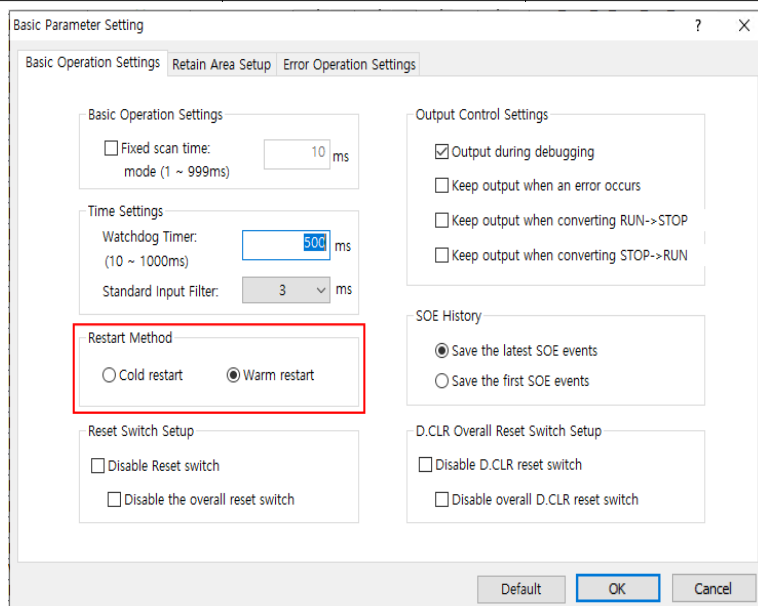 Basic Parameter Setting
Basic Operation Settings
Retain Area Setup
Error Operation Settings
Basic Operation Settings
Fixed scan time:
mode (1 ~ 999ms)
10 ms
Time Settings
Watchdog Timer:
(10 ~ 1000ms)
500 ms
Standard Input Filter:
3 ms
Restart Method
Cold restart
Warm restart
Reset Switch Setup
Disable Reset switch
Disable the overall reset switch
Output Control Settings
Output during debugging
Keep output when an error occurs
Keep output when converting RUN->STOP
Keep output when converting STOP->RUN
SOE History
Save the latest SOE events
Save the first SOE events
D.CLR Overall Reset Switch Setup
Disable D.CLR reset switch
Disable overall D.CLR reset switch
Default
OK
Cancel